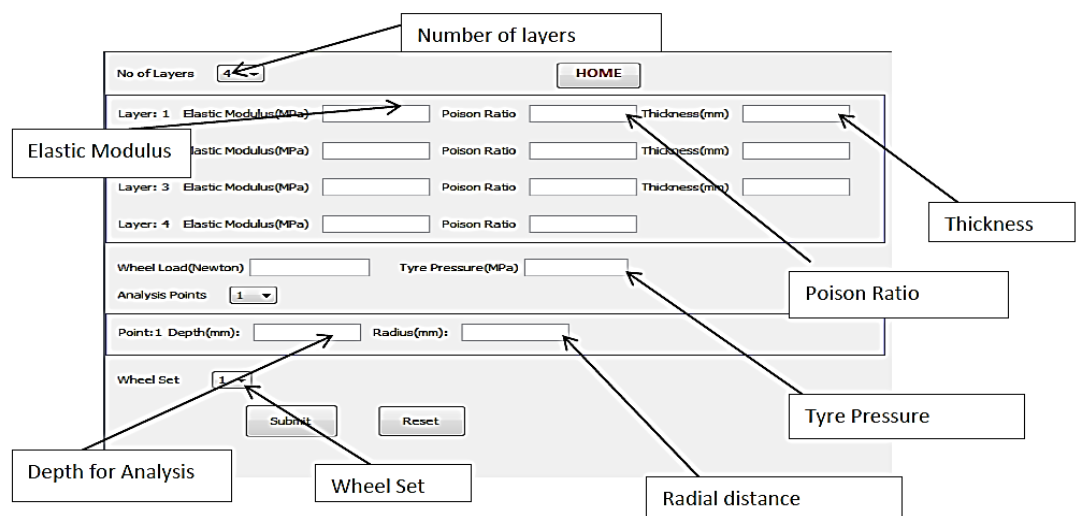 Number of layers
No of Layers 4 HOME
Layer: 1 Elastic Modulus(MPa) Poison Ratio Thickness(mm)
Elastic Modulus
Elastic Modulus(MPa) Poison Ratio Thickness(mm)
Layer: 3 Elastic Modulus(MPa) Poison Ratio Thickness(mm)
Layer: 4 Elastic Modulus(MPa) Poison Ratio
Thickness
Wheel Load(Newton) Tyre Pressure(MPa)
Analysis Points 1
Poison Ratio
Point:1 Depth(mm): Radius(mm):
Wheel Set 1
Tyre Pressure
Submit Reset
Depth for Analysis
Wheel Set
Radial distance